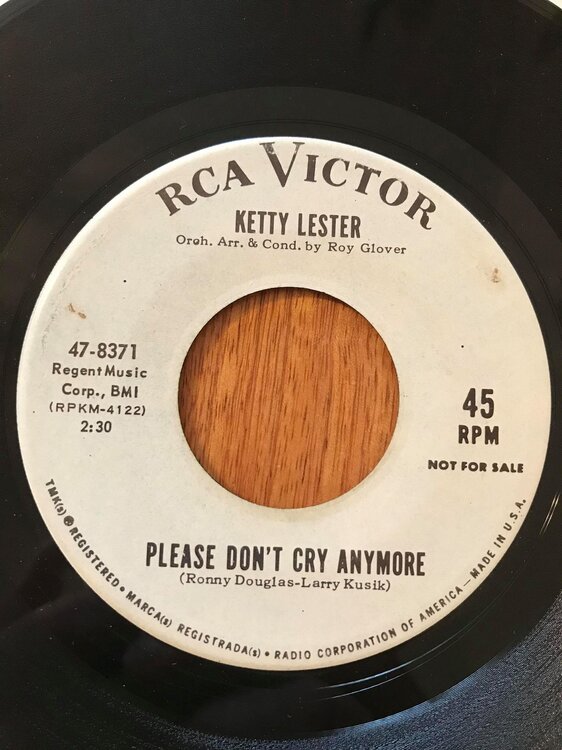 RCA VICTOR
KETTY LESTER
Orch. Arr. & Cond. by Roy Glover
47-8371
Regent Music
Corp., BMI
(RPKM-4122)
2:30
45
RPM
NOT FOR SALE
PLEASE DON'T CRY ANYMORE
(Ronny Douglas-Larry Kusik)
TMK(s) ® REGISTERED • MARCA(s) REGISTRADA(s) • RADIO CORPORATION OF AMERICA—MADE IN U.S.A.